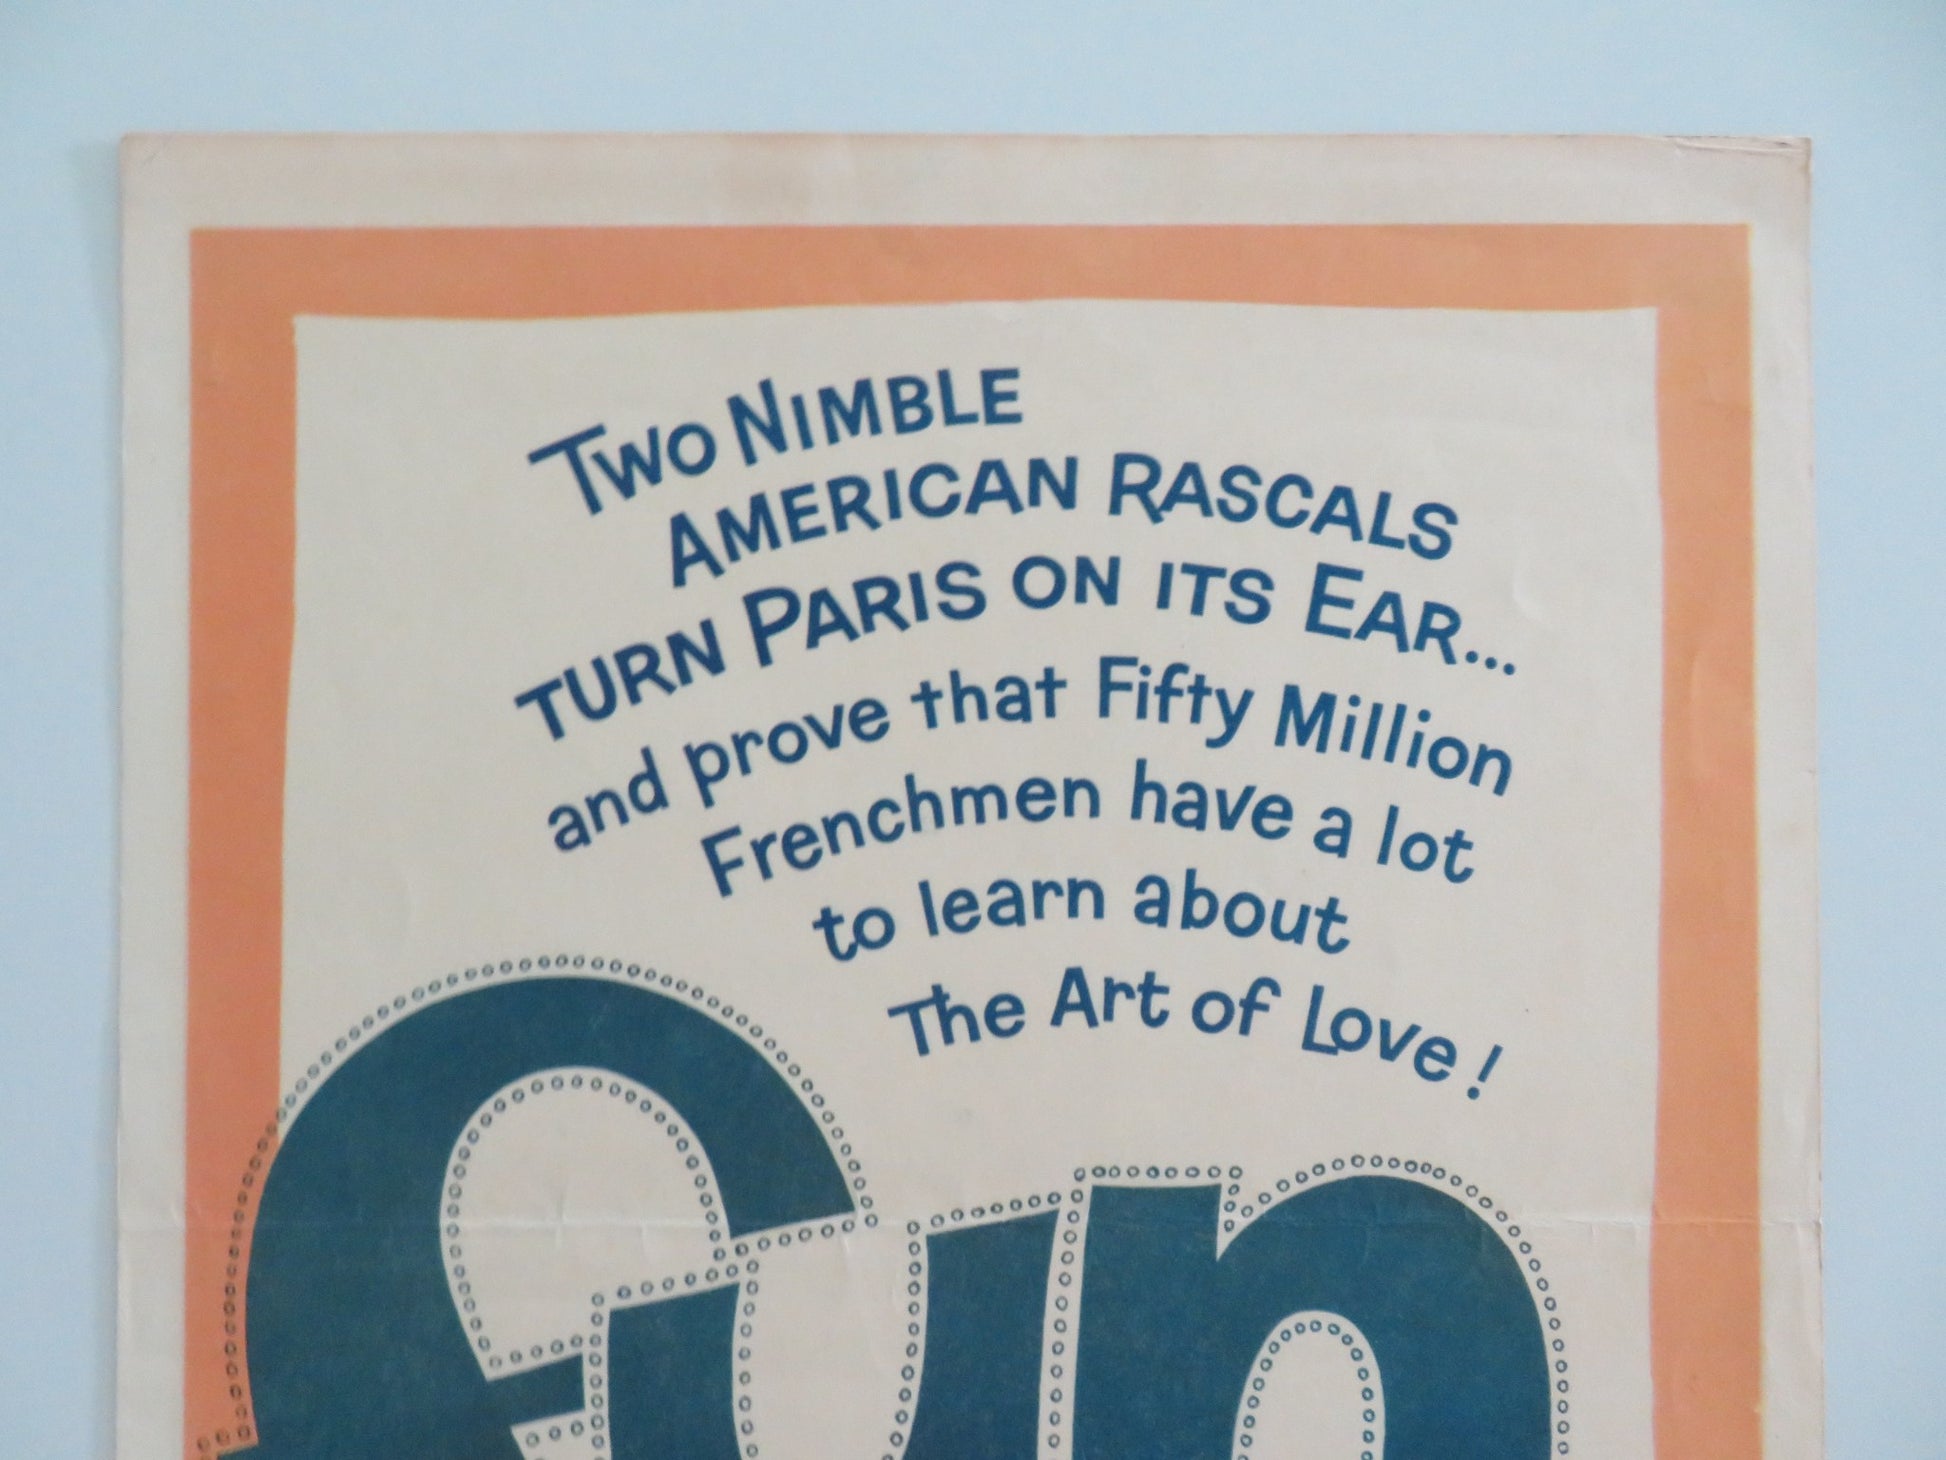 Two Nimble
American Rascals
turn Paris on its Ear...
and prove that Fifty Million
Frenchmen have a lot
to learn about
The Art of Love!
fun